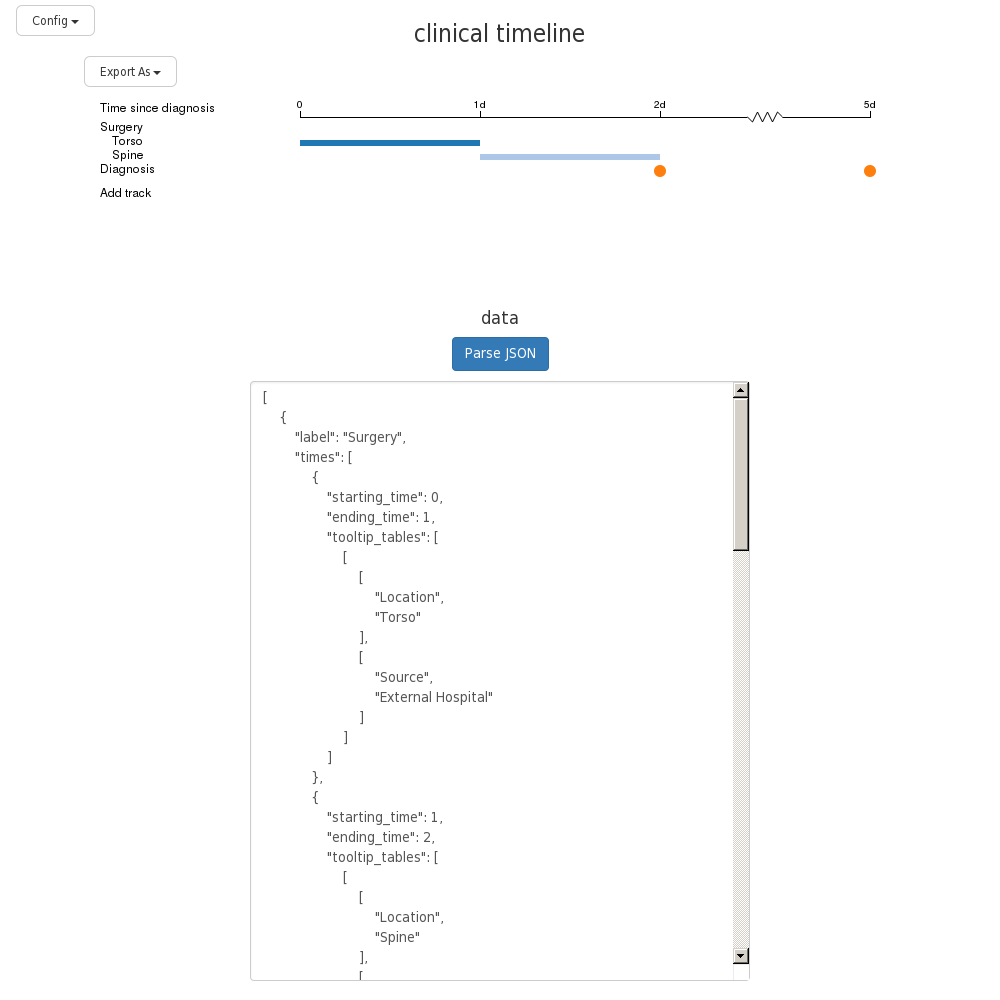 Config
clinical timeline
Export As
Time since diagnosis 0 1d 2d 5d
Surgery
Torso
Spine
Diagnosis
Add track
data
Parse JSON
[
{
"label": "Surgery",
"times": [
{
"starting_time": 0,
"ending_time": 1,
"tooltip_tables": [
[
[
"Location",
"Torso"
],
[
"Source",
"External Hospital"
]
]
]
},
{
"starting_time": 1,
"ending_time": 2,
"tooltip_tables": [
[
[
"Location",
"Spine"
],
[